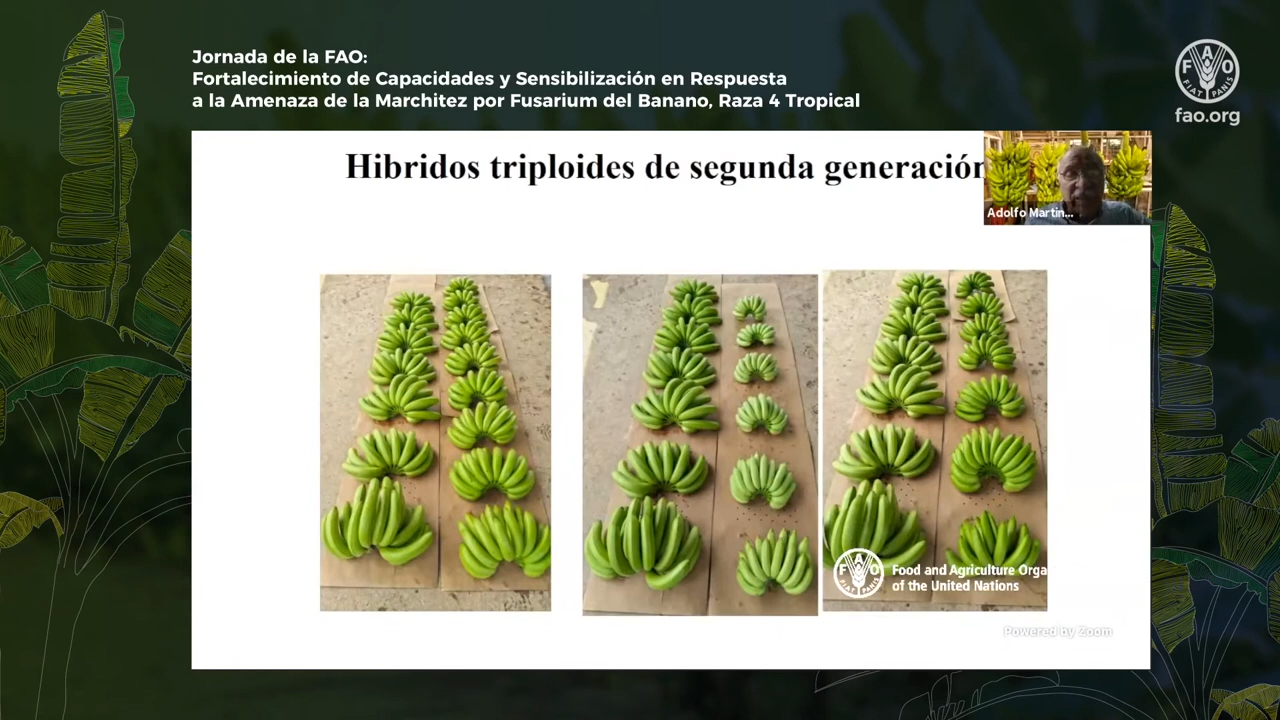 Jornada de la FAO:
Fortalecimiento de Capacidades y Sensibilización en Respuesta
a la Amenaza de la Marchitez por Fusarium del Banano, Raza 4 Tropical
F A O
FIAT PANIS
fao.org
Hibridos triploides de segunda generación
Adolfo Martin...
F A O
FIAT PANIS
Food and Agriculture Orga
of the United Nations
Powered by Zoom